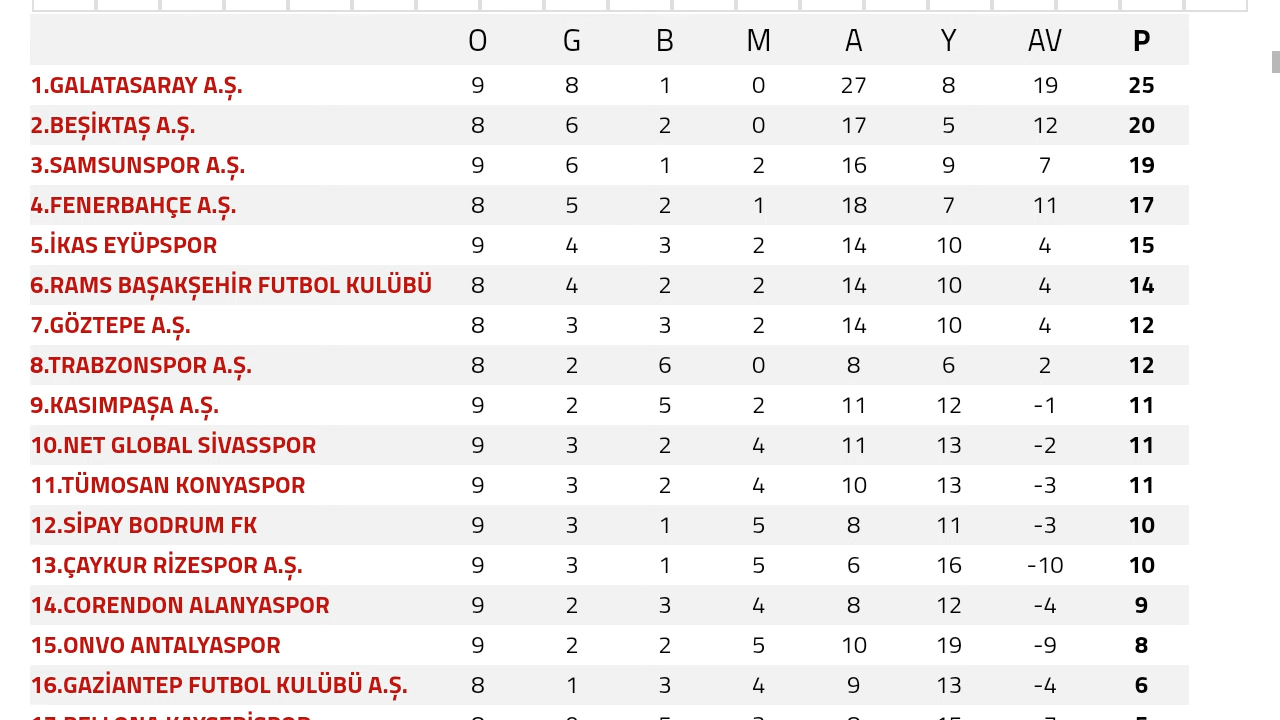 O G B M A Y AV P
1.GALATASARAY A.Ş. 9 8 1 0 27 8 19 25
2.BEŞİKTAŞ A.Ş. 8 6 2 0 17 5 12 20
3.SAMSUNSPOR A.Ş. 9 6 1 2 16 9 7 19
4.FENERBAHÇE A.Ş. 8 5 2 1 18 7 11 17
5.İKAS EYÜPSPOR 9 4 3 2 14 10 4 15
6.RAMS BAŞAKŞEHİR FUTBOL KULÜBÜ 8 4 2 2 14 10 4 14
7.GÖZTEPE A.Ş. 8 3 3 2 14 10 4 12
8.TRABZONSPOR A.Ş. 8 2 6 0 8 6 2 12
9.KASIMPAŞA A.Ş. 9 2 5 2 11 12 -1 11
10.NET GLOBAL SİVASSPOR 9 3 2 4 11 13 -2 11
11.TÜMOSAN KONYASPOR 9 3 2 4 10 13 -3 11
12.SİPAY BODRUM FK 9 3 1 5 8 11 -3 10
13.ÇAYKUR RİZESPOR A.Ş. 9 3 1 5 6 16 -10 10
14.CORENDON ALANYASPOR 9 2 3 4 8 12 -4 9
15.ONVO ANTALYASPOR 9 2 2 5 10 19 -9 8
16.GAZİANTEP FUTBOL KULÜBÜ A.Ş. 8 1 3 4 9 13 -4 6